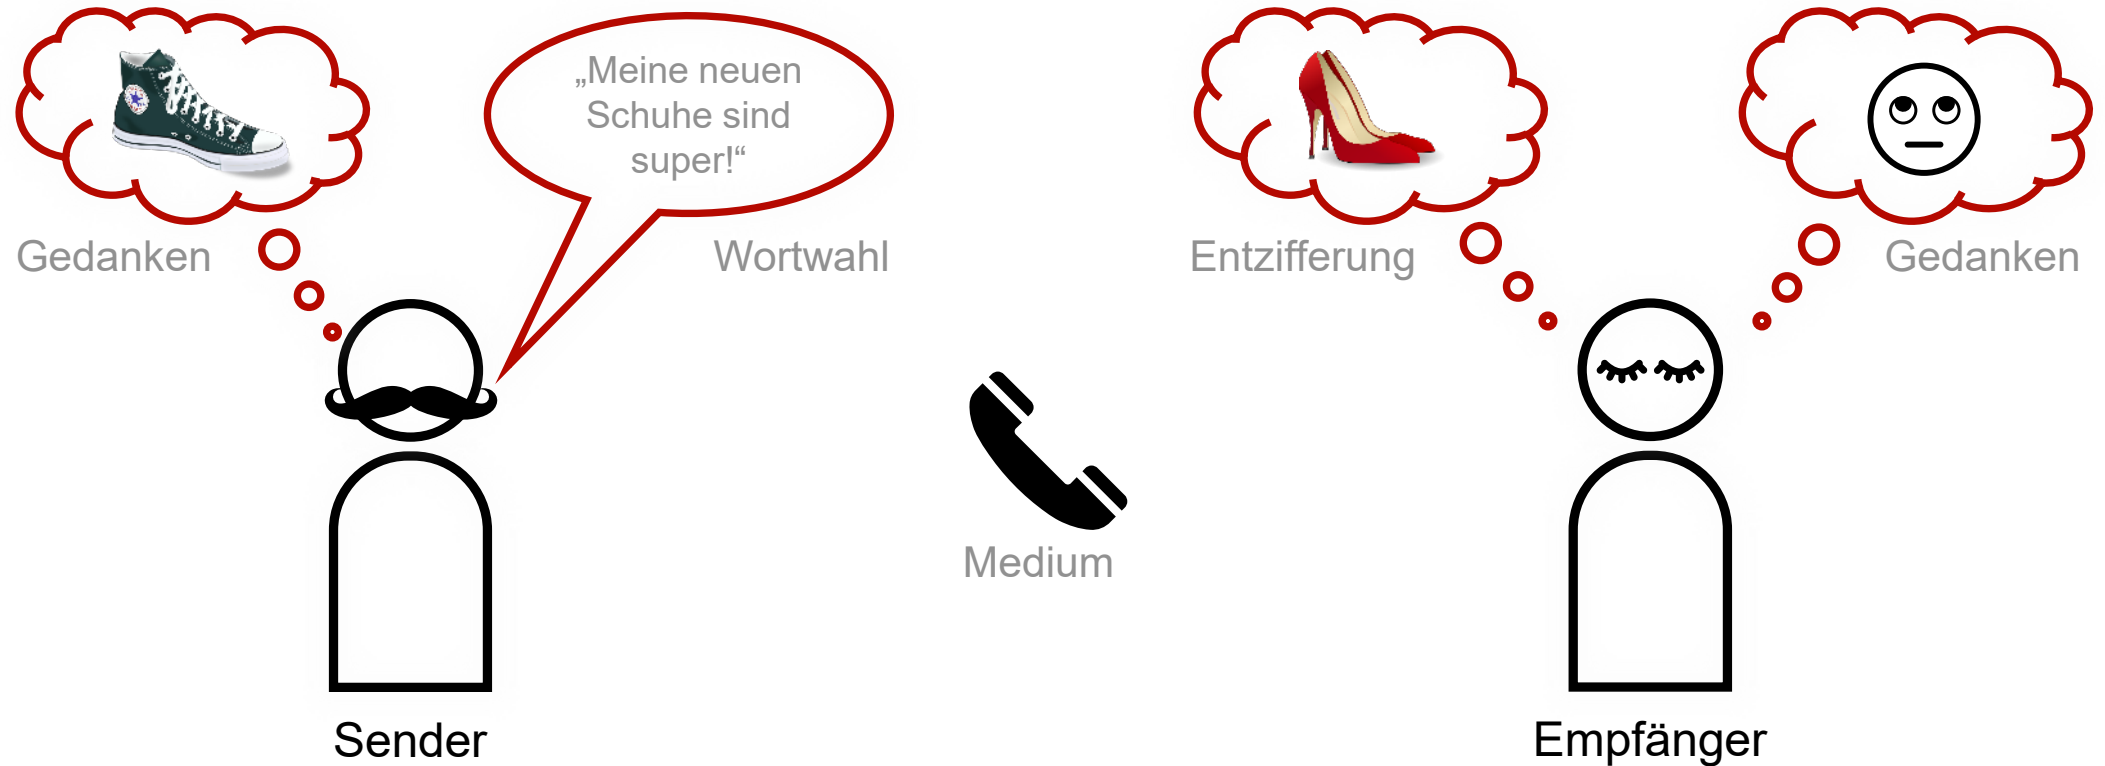 „Meine neuen
Schuhe sind
super!“
Gedanken
Wortwahl
Entzifferung
Gedanken
Medium
Sender
Empfänger